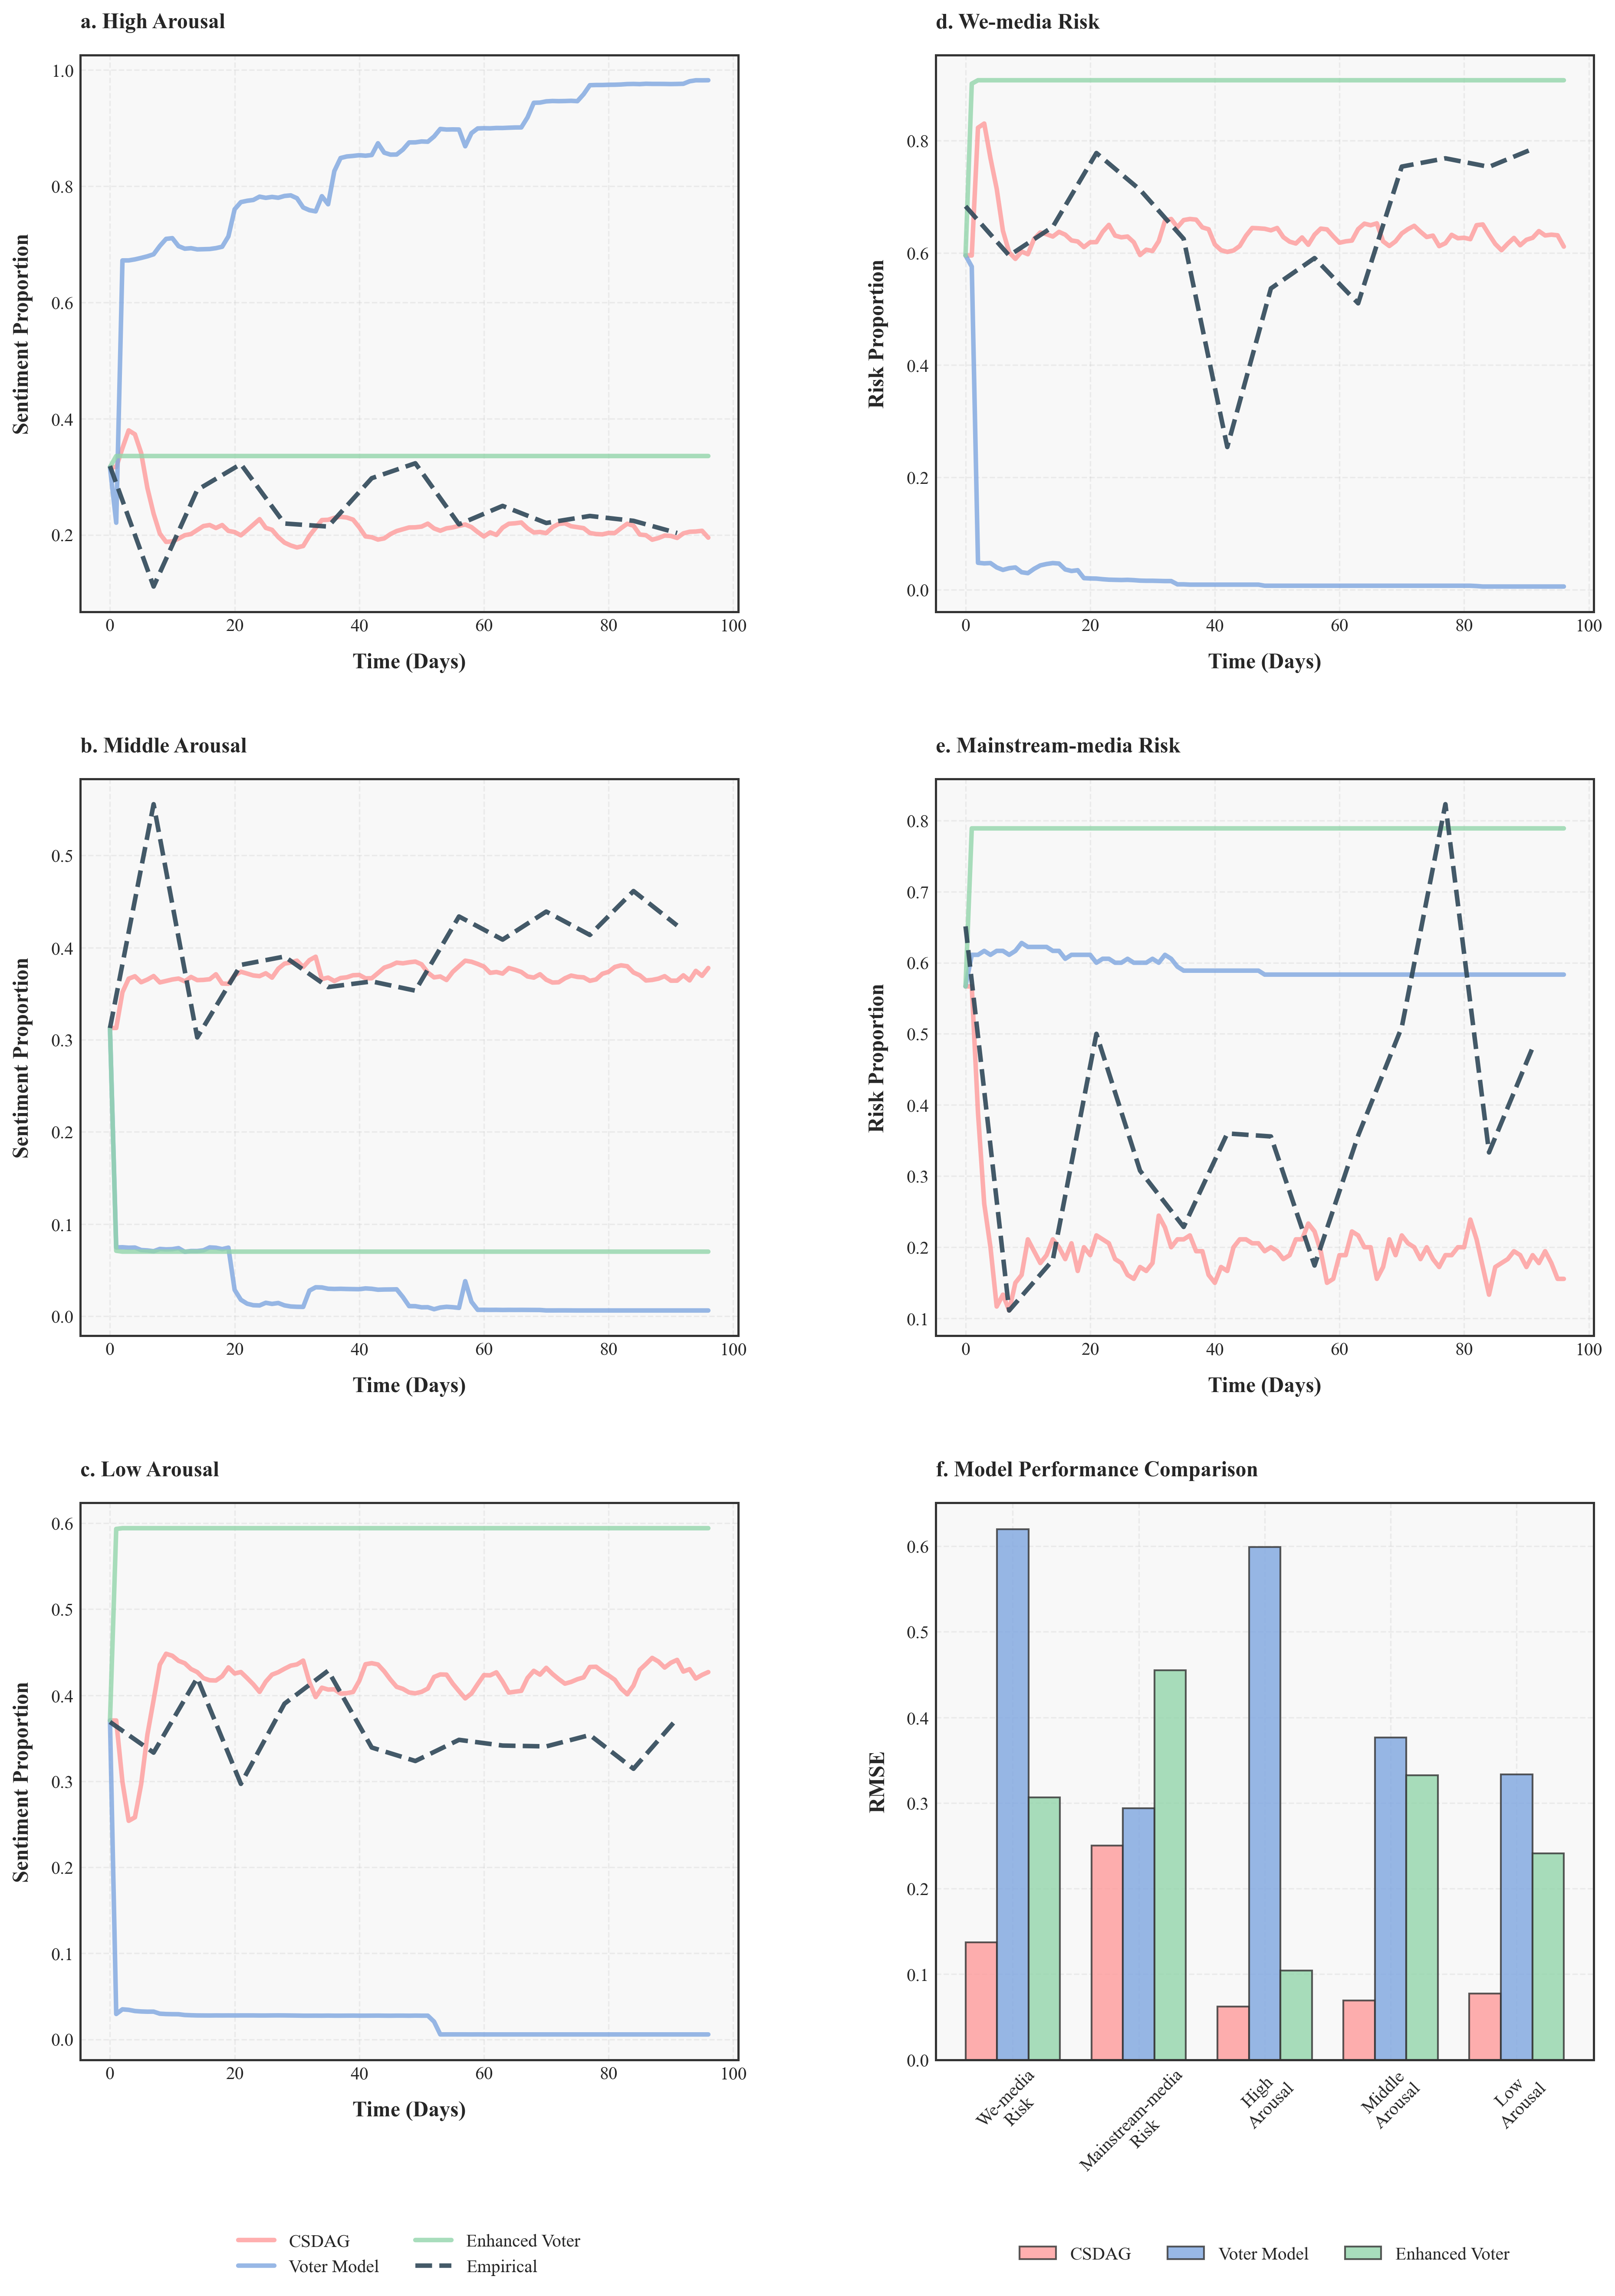 a. High Arousal
Sentiment Proportion
1.0
0.8
0.6
0.4
0.2
0 20 40 60 80 100
Time (Days)
d. We-media Risk
Risk Proportion
0.8
0.6
0.4
0.2
0.0
0 20 40 60 80 100
Time (Days)
b. Middle Arousal
Sentiment Proportion
0.5
0.4
0.3
0.2
0.1
0.0
0 20 40 60 80 100
Time (Days)
e. Mainstream-media Risk
Risk Proportion
0.8
0.7
0.6
0.5
0.4
0.3
0.2
0.1
0 20 40 60 80 100
Time (Days)
c. Low Arousal
Sentiment Proportion
0.6
0.5
0.4
0.3
0.2
0.1
0.0
0 20 40 60 80 100
Time (Days)
f. Model Performance Comparison
RMSE
0.6
0.5
0.4
0.3
0.2
0.1
0.0
We-media
Risk
Mainstream-media
Risk
High
Arousal
Middle
Arousal
Low
Arousal
CSDAG
Voter Model
Enhanced Voter
Empirical
CSDAG Voter Model Enhanced Voter